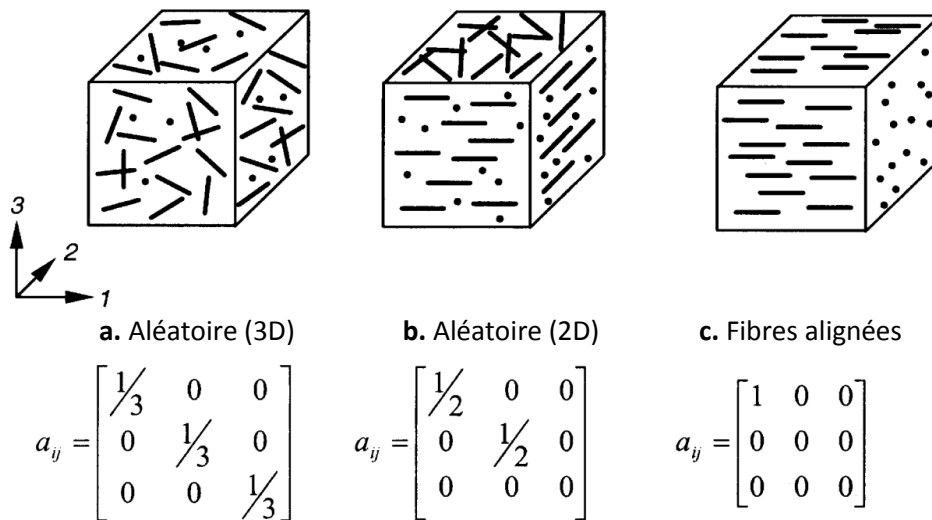 3
2
1
a. Aléatoire (3D)
b. Aléatoire (2D)
c. Fibres alignées
a_ij = [1/3 0 0
0 1/3 0
0 0 1/3]
a_ij = [1/2 0 0
0 1/2 0
0 0 0]
[1 0 0
0 0 0
0 0 0]